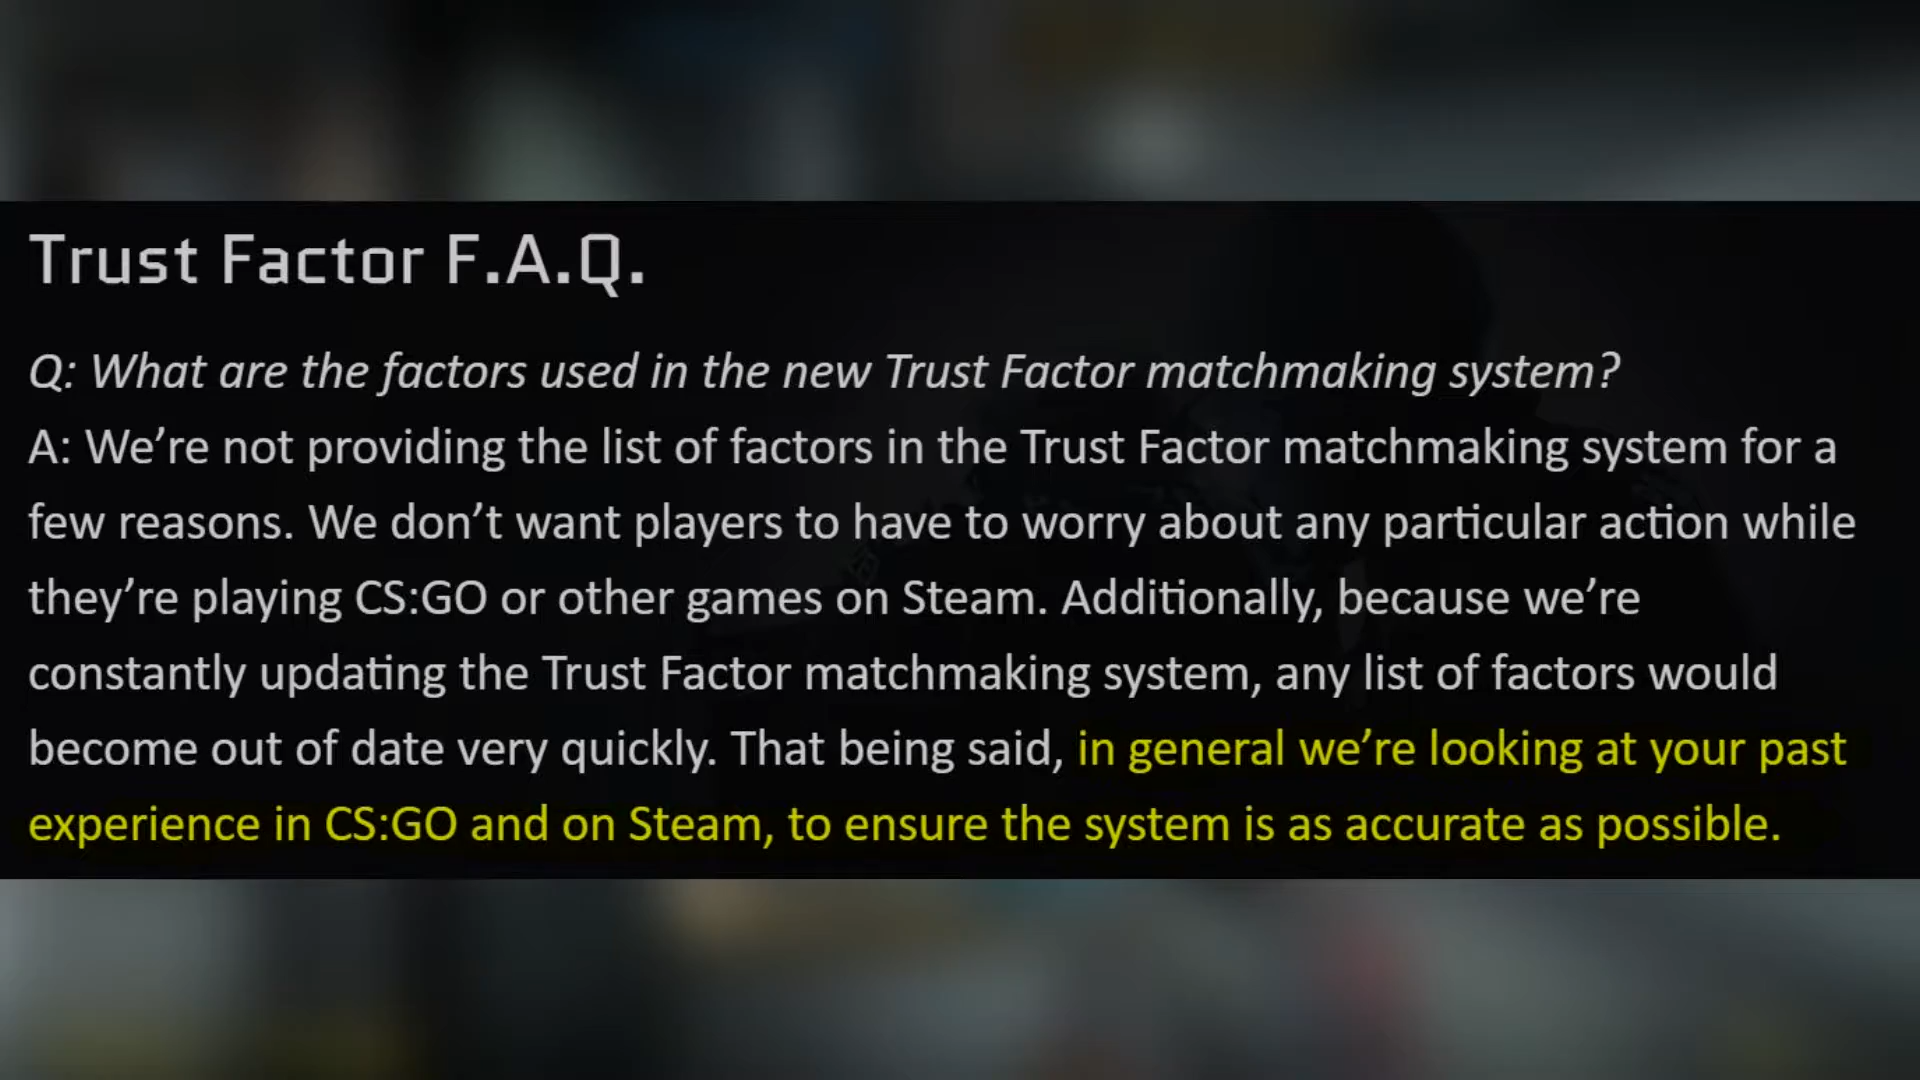 Trust Factor F.A.Q.
Q: What are the factors used in the new Trust Factor matchmaking system?
A: We’re not providing the list of factors in the Trust Factor matchmaking system for a
few reasons. We don’t want players to have to worry about any particular action while
they’re playing CS:GO or other games on Steam. Additionally, because we’re
constantly updating the Trust Factor matchmaking system, any list of factors would
become out of date very quickly. That being said, in general we’re looking at your past
experience in CS:GO and on Steam, to ensure the system is as accurate as possible.